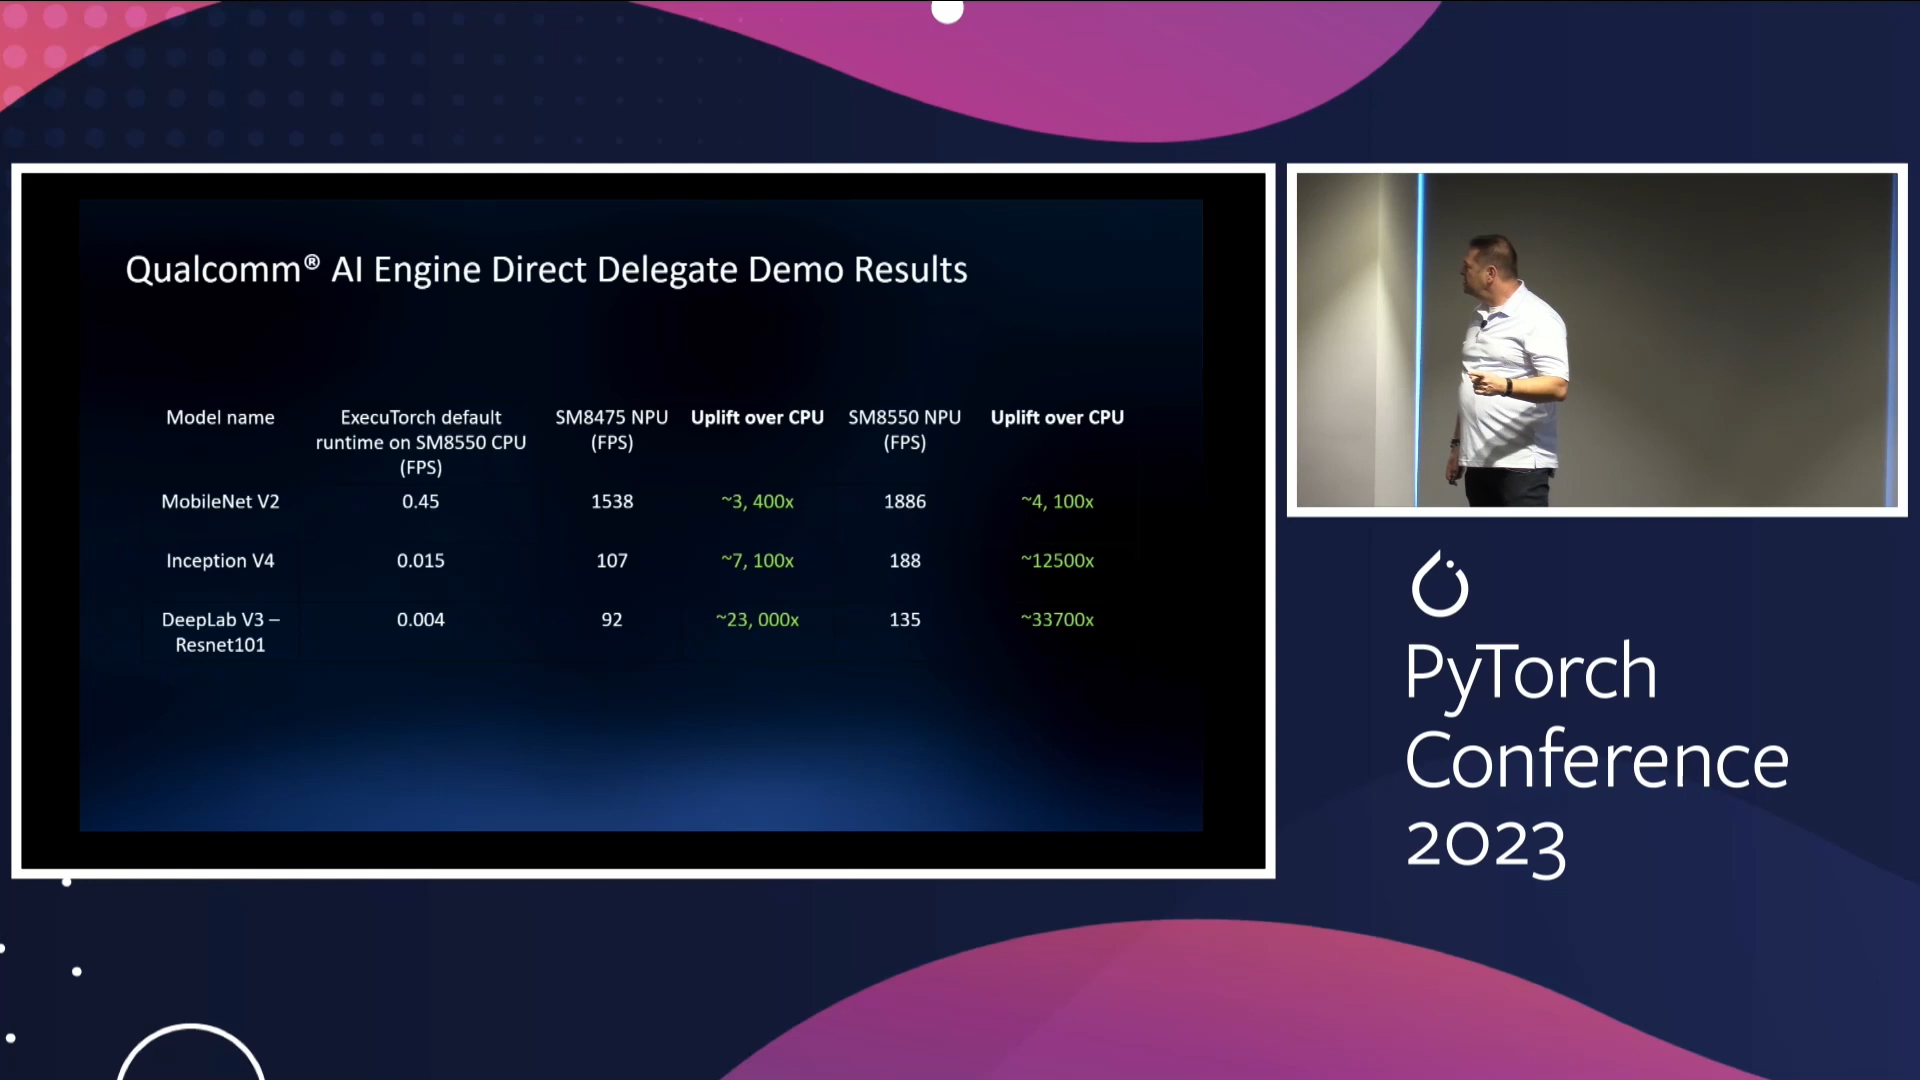 Qualcomm® AI Engine Direct Delegate Demo Results
Model name
ExecuTorch default
runtime on SM8550 CPU
(FPS)
SM8475 NPU
(FPS)
Uplift over CPU
SM8550 NPU
(FPS)
Uplift over CPU
MobileNet V2
0.45
1538
~3, 400x
1886
~4, 100x
Inception V4
0.015
107
~7, 100x
188
~12500x
DeepLab V3 –
Resnet101
0.004
92
~23, 000x
135
~33700x
PyTorch
Conference
2023